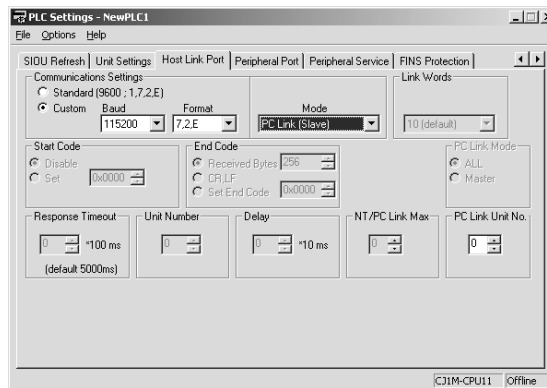 PLC Settings - NewPLC1
File Options Help
SIOU Refresh Unit Settings Host Link Port Peripheral Port Peripheral Service FINS Protection
Communications Settings Link Words
Standard (9600 ; 1,7,2,E)
Custom Baud Format Mode
115200 7,2,E PC Link (Slave) 10 (default)
Start Code End Code PC Link Mode
Disable Received Bytes 256 ALL
Set 0x0000 CR,LF Master
Set End Code 0x0000
Response Timeout Unit Number Delay NT/PC Link Max PC Link Unit No.
0 *100 ms 0 0 *10 ms 0 0
(default 5000ms)
CJ1M-CPU11 Offline